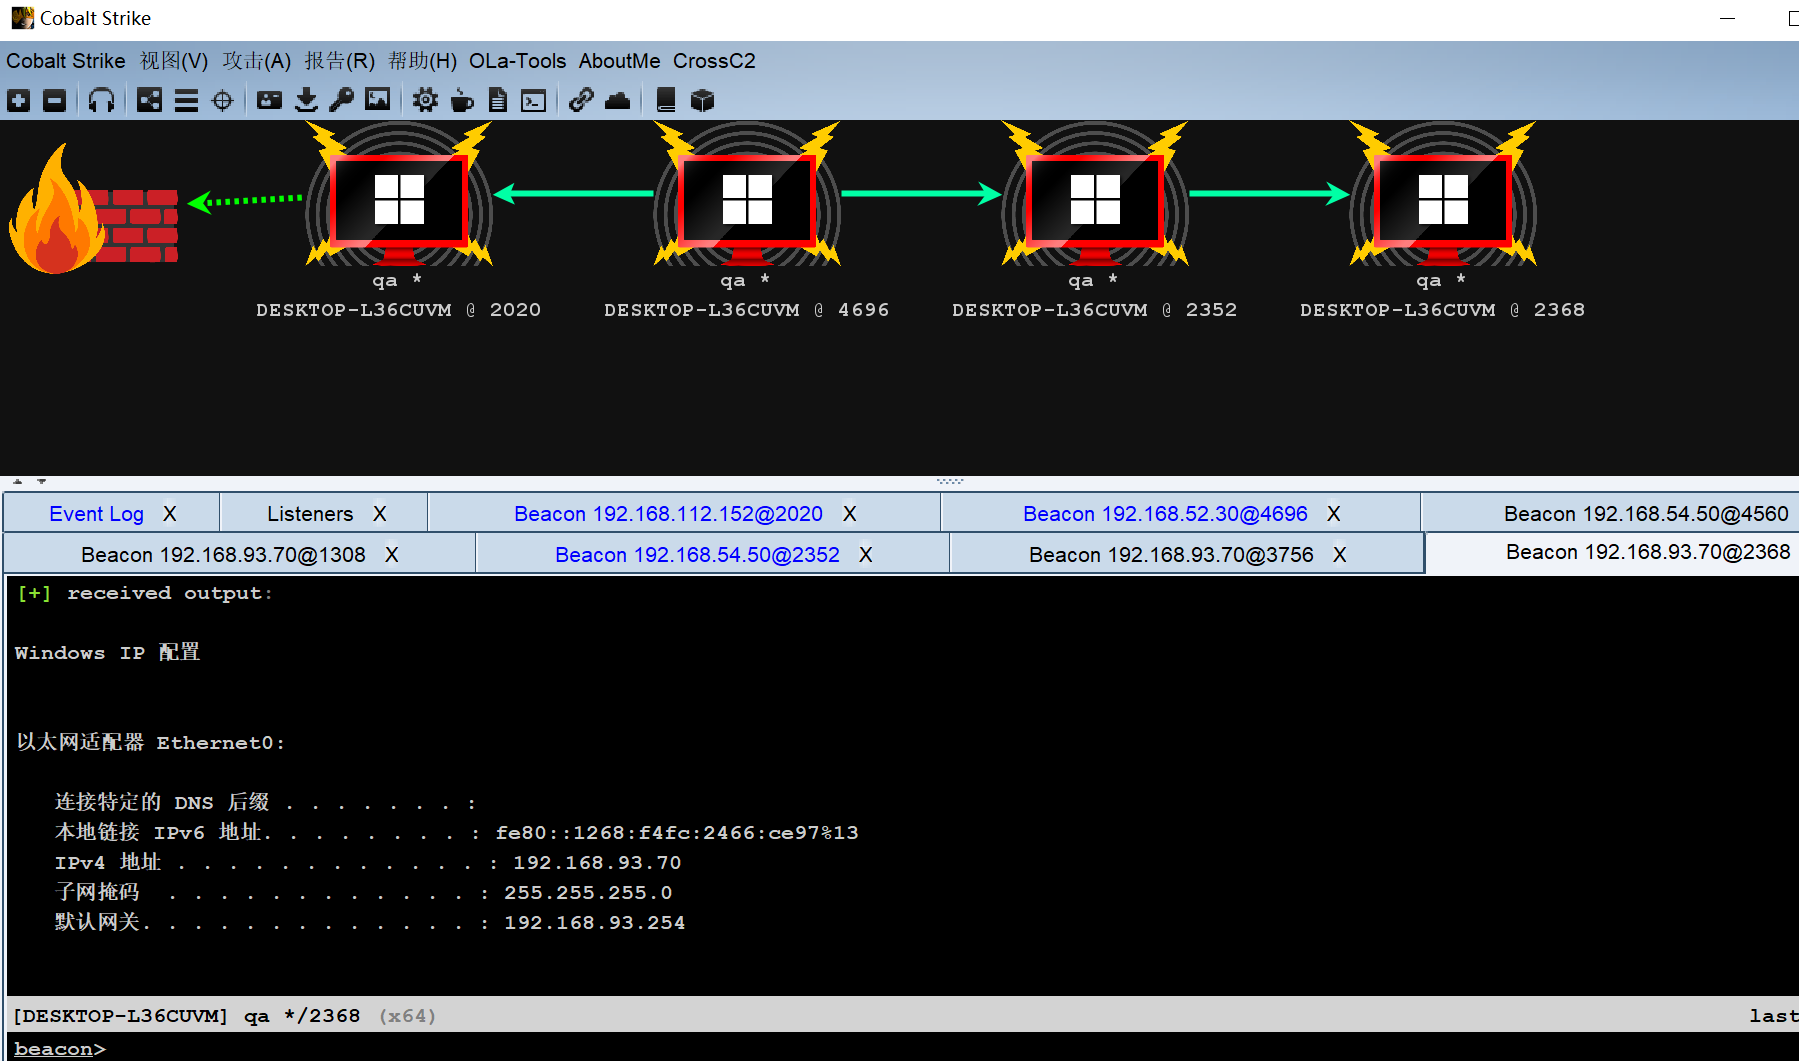 Cobalt Strike
Cobalt Strike 视图(V) 攻击(A) 报告(R) 帮助(H) OLa-Tools AboutMe CrossC2
qa * qa * qa * qa *
DESKTOP-L36CUVM @ 2020 DESKTOP-L36CUVM @ 4696 DESKTOP-L36CUVM @ 2352 DESKTOP-L36CUVM @ 2368
Event Log X Listeners X Beacon 192.168.112.152@2020 X Beacon 192.168.52.30@4696 X Beacon 192.168.54.50@4560
Beacon 192.168.93.70@1308 X Beacon 192.168.54.50@2352 X Beacon 192.168.93.70@3756 X Beacon 192.168.93.70@2368
[+] received output:
Windows IP 配置
以太网适配器 Ethernet0:
连接特定的 DNS 后缀 . . . . . . . . :
本地链接 IPv6 地址. . . . . . . . . : fe80::1268:f4fc:2466:ce97%13
IPv4 地址 . . . . . . . . . . . . : 192.168.93.70
子网掩码 . . . . . . . . . . . . : 255.255.255.0
默认网关. . . . . . . . . . . . . : 192.168.93.254
[DESKTOP-L36CUVM] qa */2368 (x64) last
beacon>